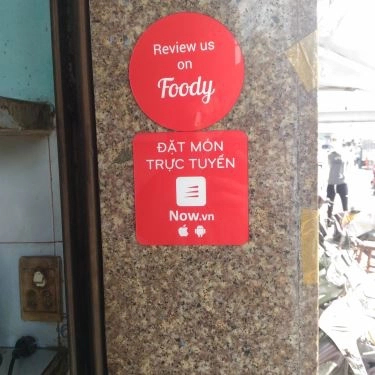 Review us
on
Foody
ĐẶT MÓN
TRỰC TUYẾN
Now.vn